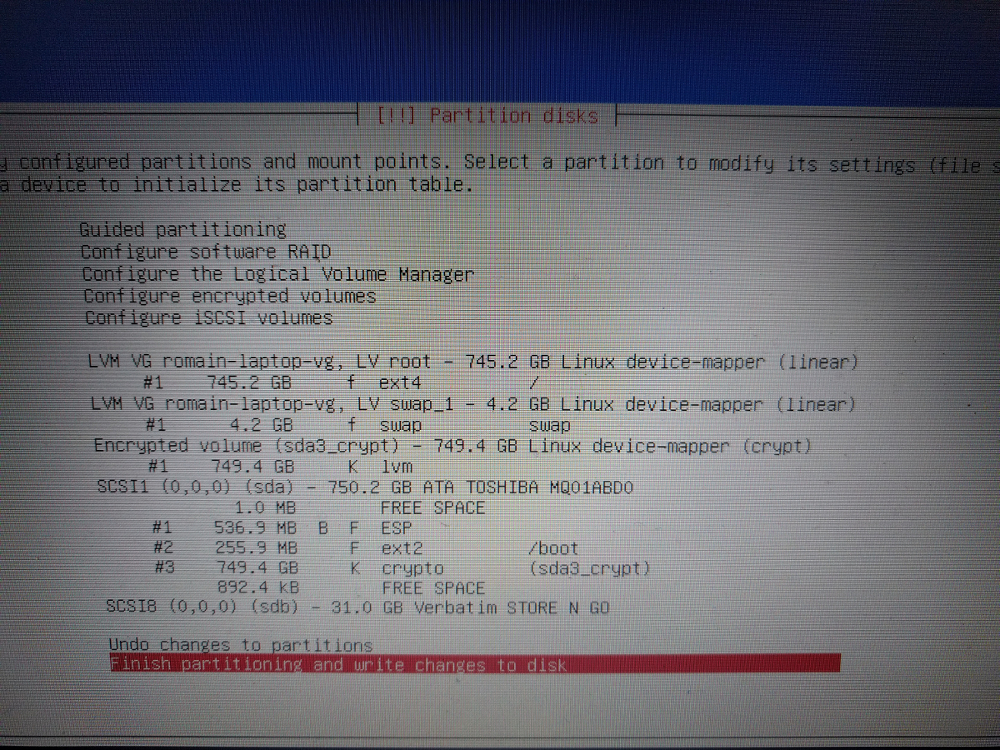 [!!] Partition disks
y configured partitions and mount points. Select a partition to modify its settings (file s
a device to initialize its partition table.
Guided partitioning
Configure software RAID
Configure the Logical Volume Manager
Configure encrypted volumes
Configure iSCSI volumes
LVM VG romain-laptop-vg, LV root - 745.2 GB Linux device-mapper (linear)
#1 745.2 GB f ext4 /
LVM VG romain-laptop-vg, LV swap_1 - 4.2 GB Linux device-mapper (linear)
#1 4.2 GB f swap swap
Encrypted volume (sda3_crypt) - 749.4 GB Linux device-mapper (crypt)
#1 749.4 GB K lvm
SCSI1 (0,0,0) (sda) - 750.2 GB ATA TOSHIBA MQ01ABD0
1.0 MB FREE SPACE
#1 536.9 MB B F ESP
#2 255.9 MB F ext2 /boot
#3 749.4 GB K crypto (sda3_crypt)
892.4 kB FREE SPACE
SCSI8 (0,0,0) (sdb) - 31.0 GB Verbatim STORE N GO
Undo changes to partitions
Finish partitioning and write changes to disk